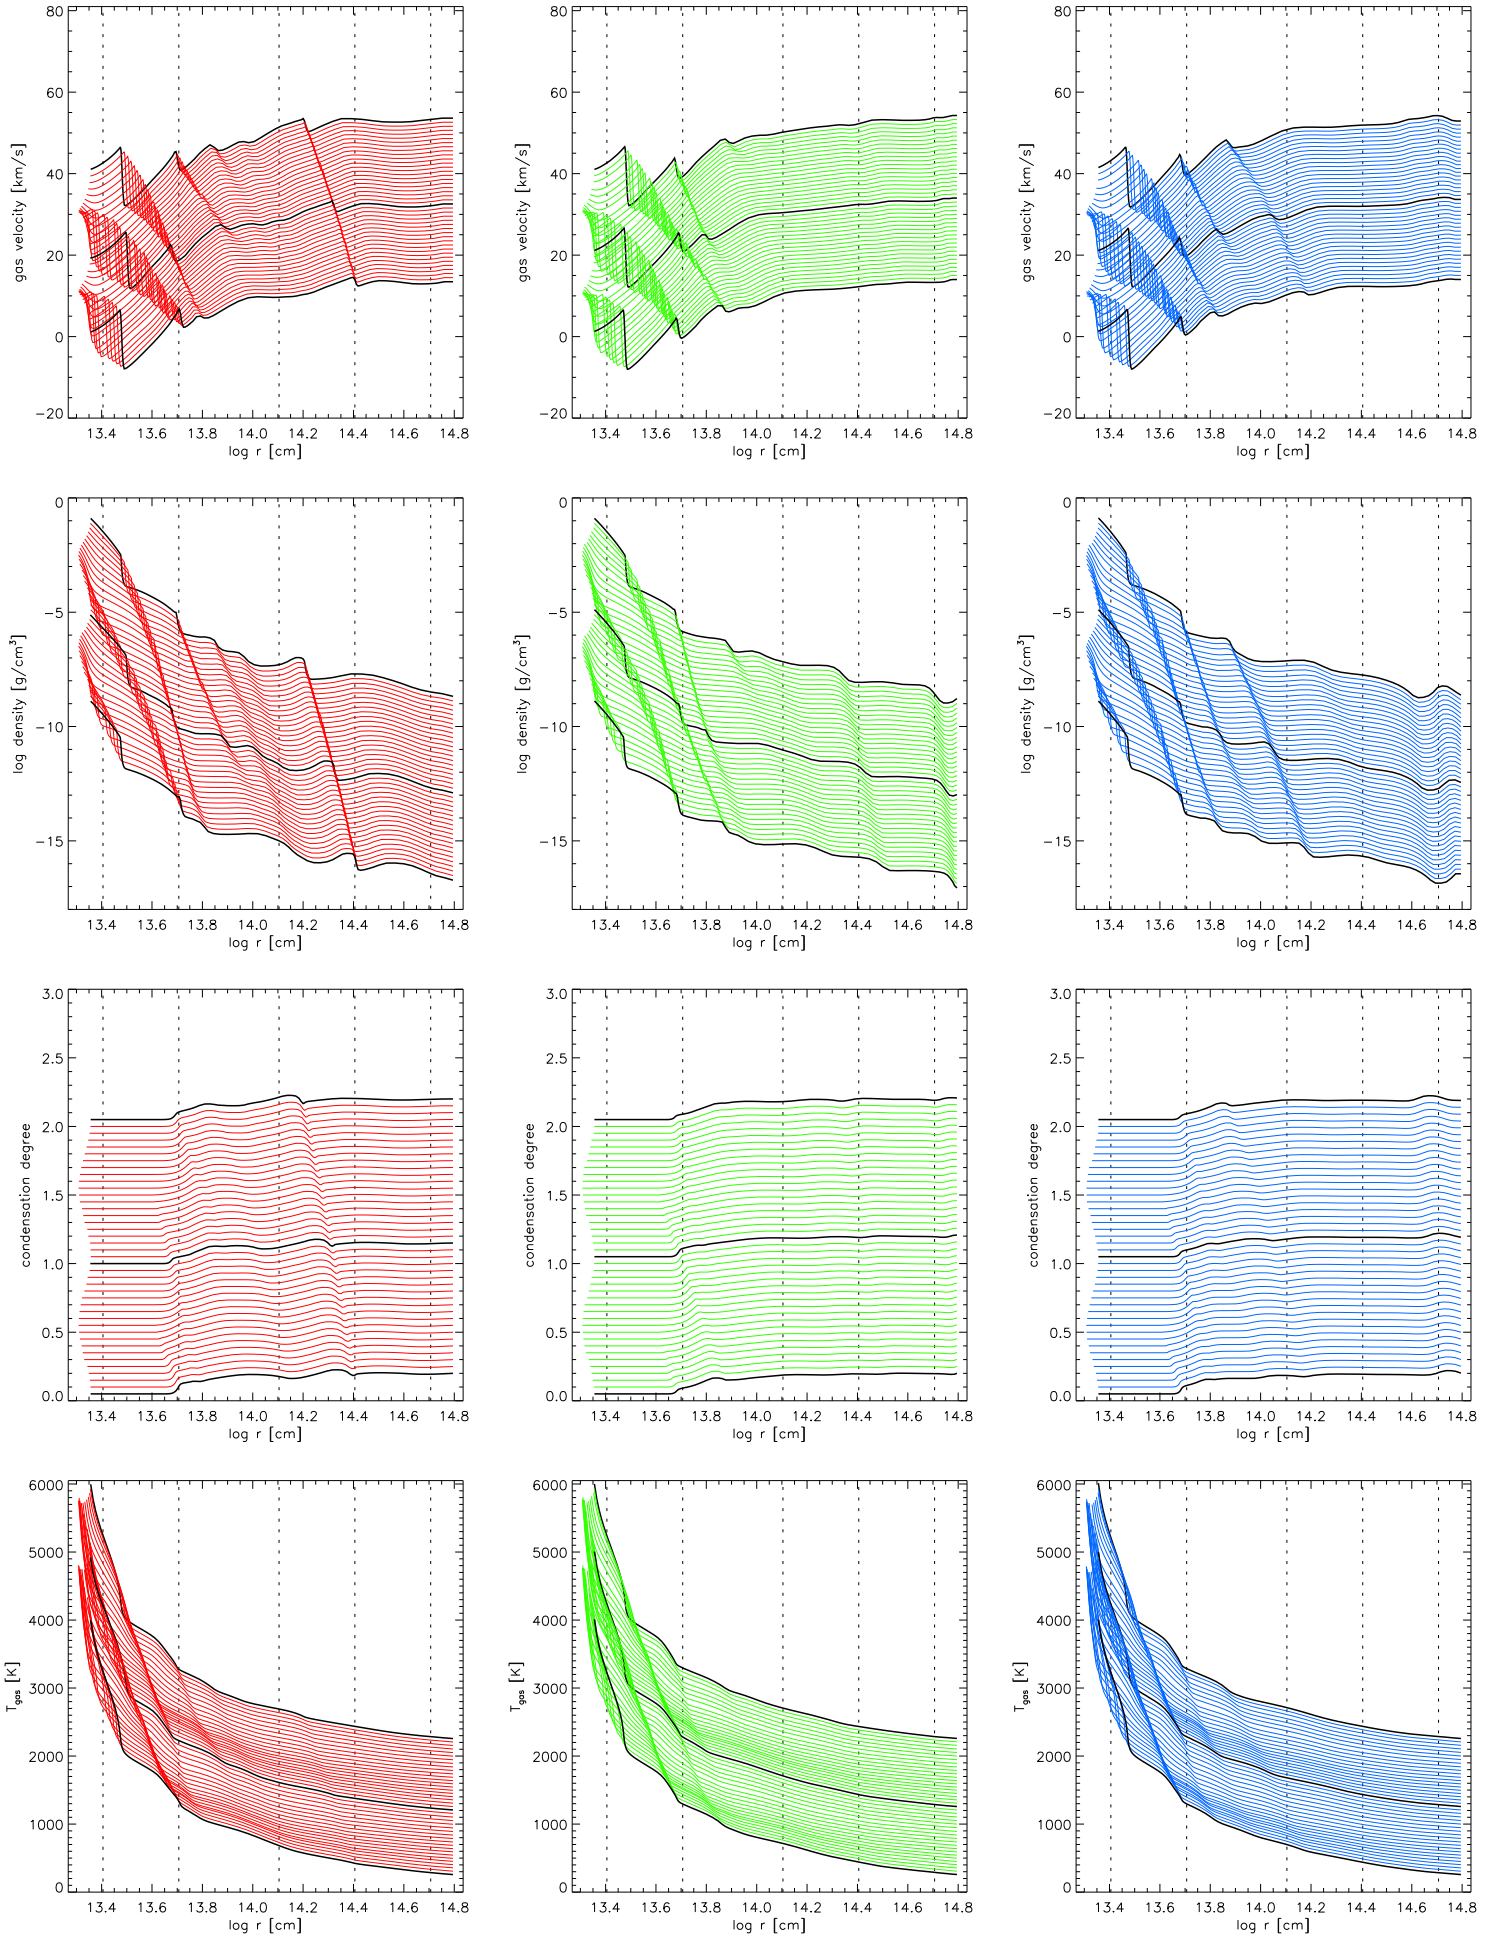 80 80 80
60 60 60
40 40 40
20 20 20
0 0 0
−20 −20 −20
gas velocity [km/s] gas velocity [km/s] gas velocity [km/s]
13.4 13.6 13.8 14.0 14.2 14.4 14.6 14.8 13.4 13.6 13.8 14.0 14.2 14.4 14.6 14.8 13.4 13.6 13.8 14.0 14.2 14.4 14.6 14.8
log r [cm] log r [cm] log r [cm]
0 0 0
−5 −5 −5
−10 −10 −10
−15 −15 −15
log density [g/cm³] log density [g/cm³] log density [g/cm³]
13.4 13.6 13.8 14.0 14.2 14.4 14.6 14.8 13.4 13.6 13.8 14.0 14.2 14.4 14.6 14.8 13.4 13.6 13.8 14.0 14.2 14.4 14.6 14.8
log r [cm] log r [cm] log r [cm]
3.0 3.0 3.0
2.5 2.5 2.5
2.0 2.0 2.0
1.5 1.5 1.5
1.0 1.0 1.0
0.5 0.5 0.5
0.0 0.0 0.0
condensation degree condensation degree condensation degree
13.4 13.6 13.8 14.0 14.2 14.4 14.6 14.8 13.4 13.6 13.8 14.0 14.2 14.4 14.6 14.8 13.4 13.6 13.8 14.0 14.2 14.4 14.6 14.8
log r [cm] log r [cm] log r [cm]
6000 6000 6000
5000 5000 5000
4000 4000 4000
3000 3000 3000
2000 2000 2000
1000 1000 1000
0 0 0
Tgas [K] Tgas [K] Tgas [K]
13.4 13.6 13.8 14.0 14.2 14.4 14.6 14.8 13.4 13.6 13.8 14.0 14.2 14.4 14.6 14.8 13.4 13.6 13.8 14.0 14.2 14.4 14.6 14.8
log r [cm] log r [cm] log r [cm]